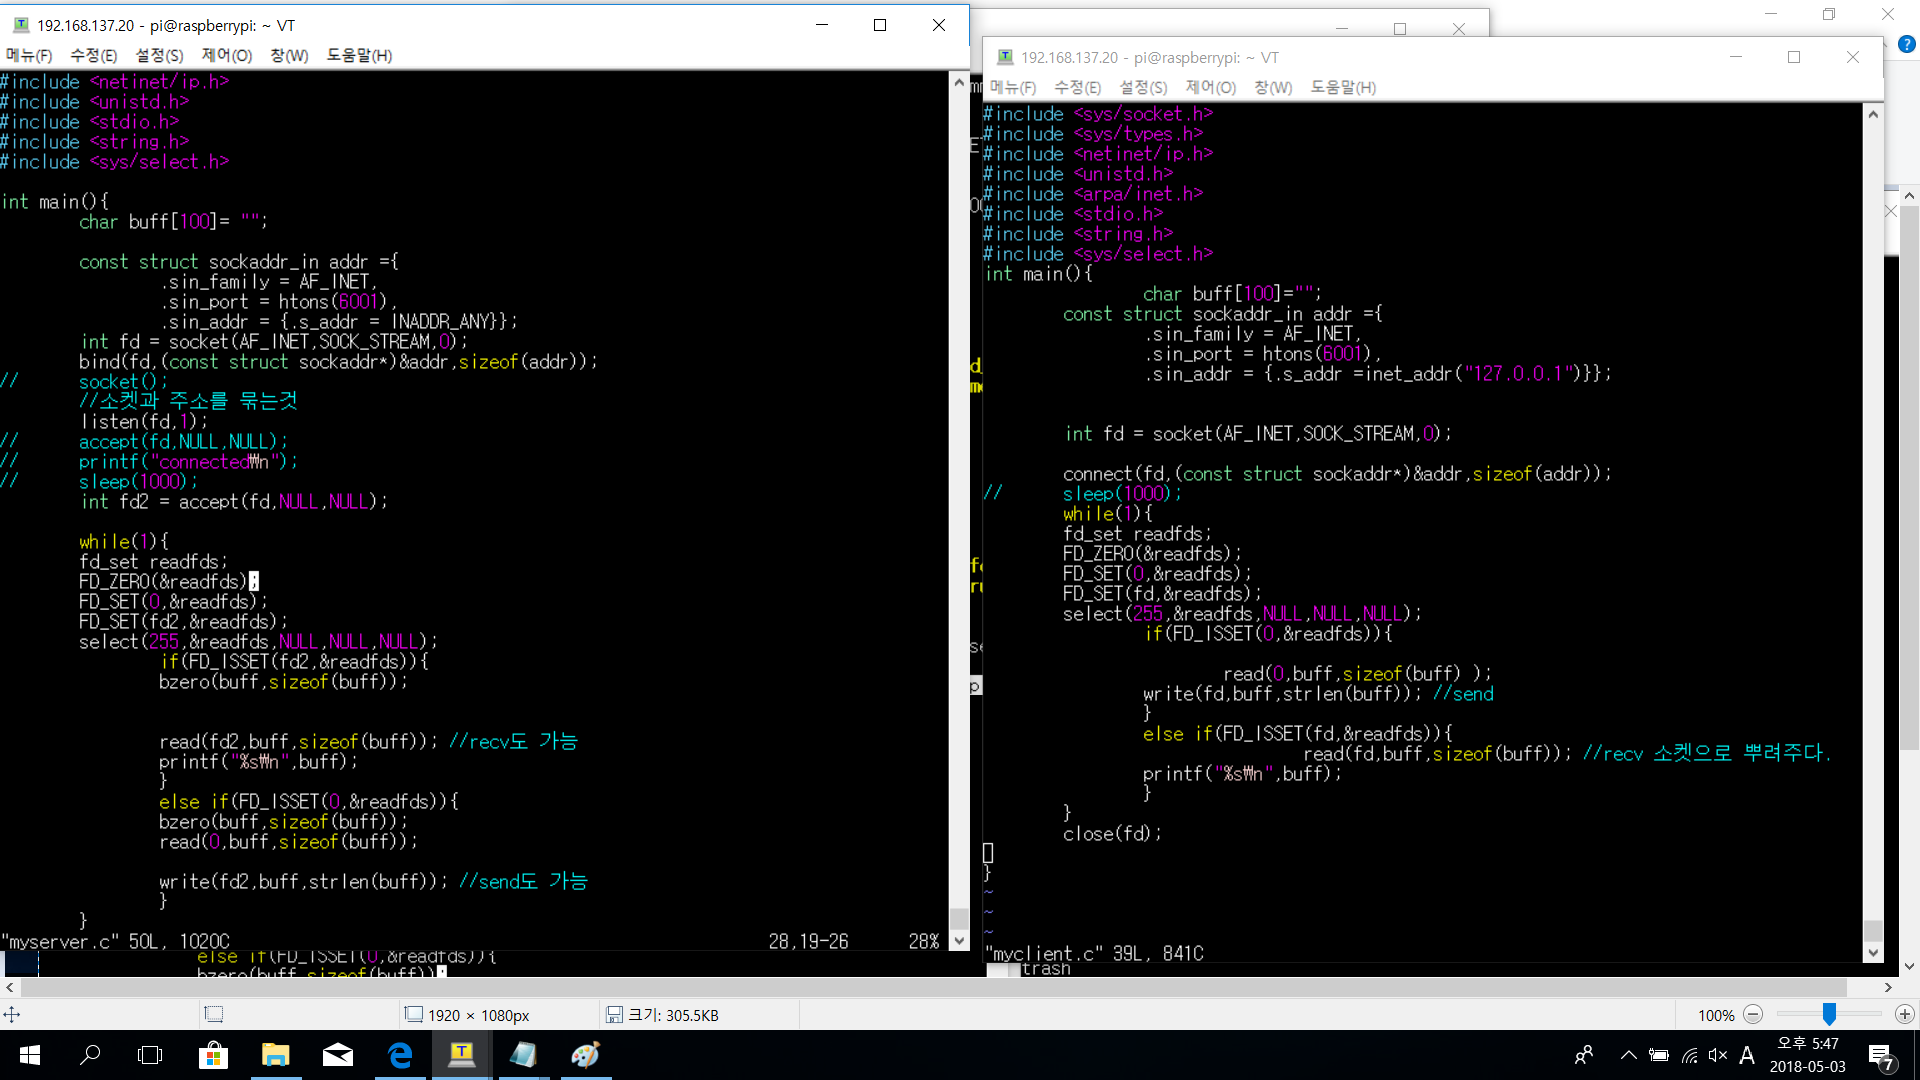 192.168.137.20 - pi@raspberrypi: ~ VT
메뉴(F) 수정(E) 설정(S) 제어(O) 창(W) 도움말(H)
#include <netinet/ip.h>
#include <unistd.h>
#include <stdio.h>
#include <string.h>
#include <sys/select.h>
int main(){
char buff[100]= "";
const struct sockaddr_in addr ={
.sin_family = AF_INET,
.sin_port = htons(6001),
.sin_addr = {.s_addr = INADDR_ANY}};
int fd = socket(AF_INET,SOCK_STREAM,0);
bind(fd,(const struct sockaddr*)&addr,sizeof(addr));
// socket();
//소켓과 주소를 묶는것
listen(fd,1);
// accept(fd,NULL,NULL);
// printf("connected₩n");
// sleep(1000);
int fd2 = accept(fd,NULL,NULL);
while(1){
fd_set readfds;
FD_ZERO(&readfds);
FD_SET(0,&readfds);
FD_SET(fd2,&readfds);
select(255,&readfds,NULL,NULL,NULL);
if(FD_ISSET(fd2,&readfds)){
bzero(buff,sizeof(buff));
read(fd2,buff,sizeof(buff)); //recv도 가능
printf("%s₩n",buff);
}
else if(FD_ISSET(0,&readfds)){
bzero(buff,sizeof(buff));
read(0,buff,sizeof(buff));
write(fd2,buff,strlen(buff)); //send도 가능
}
}
"myserver.c" 50L, 1020C 28,19-26 28%
else if(FD_ISSET(0,&readfds)){
bzero(buff,sizeof(buff));
192.168.137.20 - pi@raspberrypi: ~ VT
메뉴(F) 수정(E) 설정(S) 제어(O) 창(W) 도움말(H)
#include <sys/socket.h>
#include <sys/types.h>
#include <netinet/ip.h>
#include <unistd.h>
#include <arpa/inet.h>
#include <stdio.h>
#include <string.h>
#include <sys/select.h>
int main(){
char buff[100]="";
const struct sockaddr_in addr ={
.sin_family = AF_INET,
.sin_port = htons(6001),
.sin_addr = {.s_addr =inet_addr("127.0.0.1")}};
int fd = socket(AF_INET,SOCK_STREAM,0);
connect(fd,(const struct sockaddr*)&addr,sizeof(addr));
// sleep(1000);
while(1){
fd_set readfds;
FD_ZERO(&readfds);
FD_SET(0,&readfds);
FD_SET(fd,&readfds);
select(255,&readfds,NULL,NULL,NULL);
if(FD_ISSET(0,&readfds)){
read(0,buff,sizeof(buff) );
write(fd,buff,strlen(buff)); //send
}
else if(FD_ISSET(fd,&readfds)){
read(fd,buff,sizeof(buff)); //recv 소켓으로 뿌려주다.
printf("%s₩n",buff);
}
}
close(fd);
}
~
~
~
"myclient.c" 39L, 841C
trash
1920 × 1080px 크기: 305.5KB 100%
A 오후 5:47
2018-05-03 7